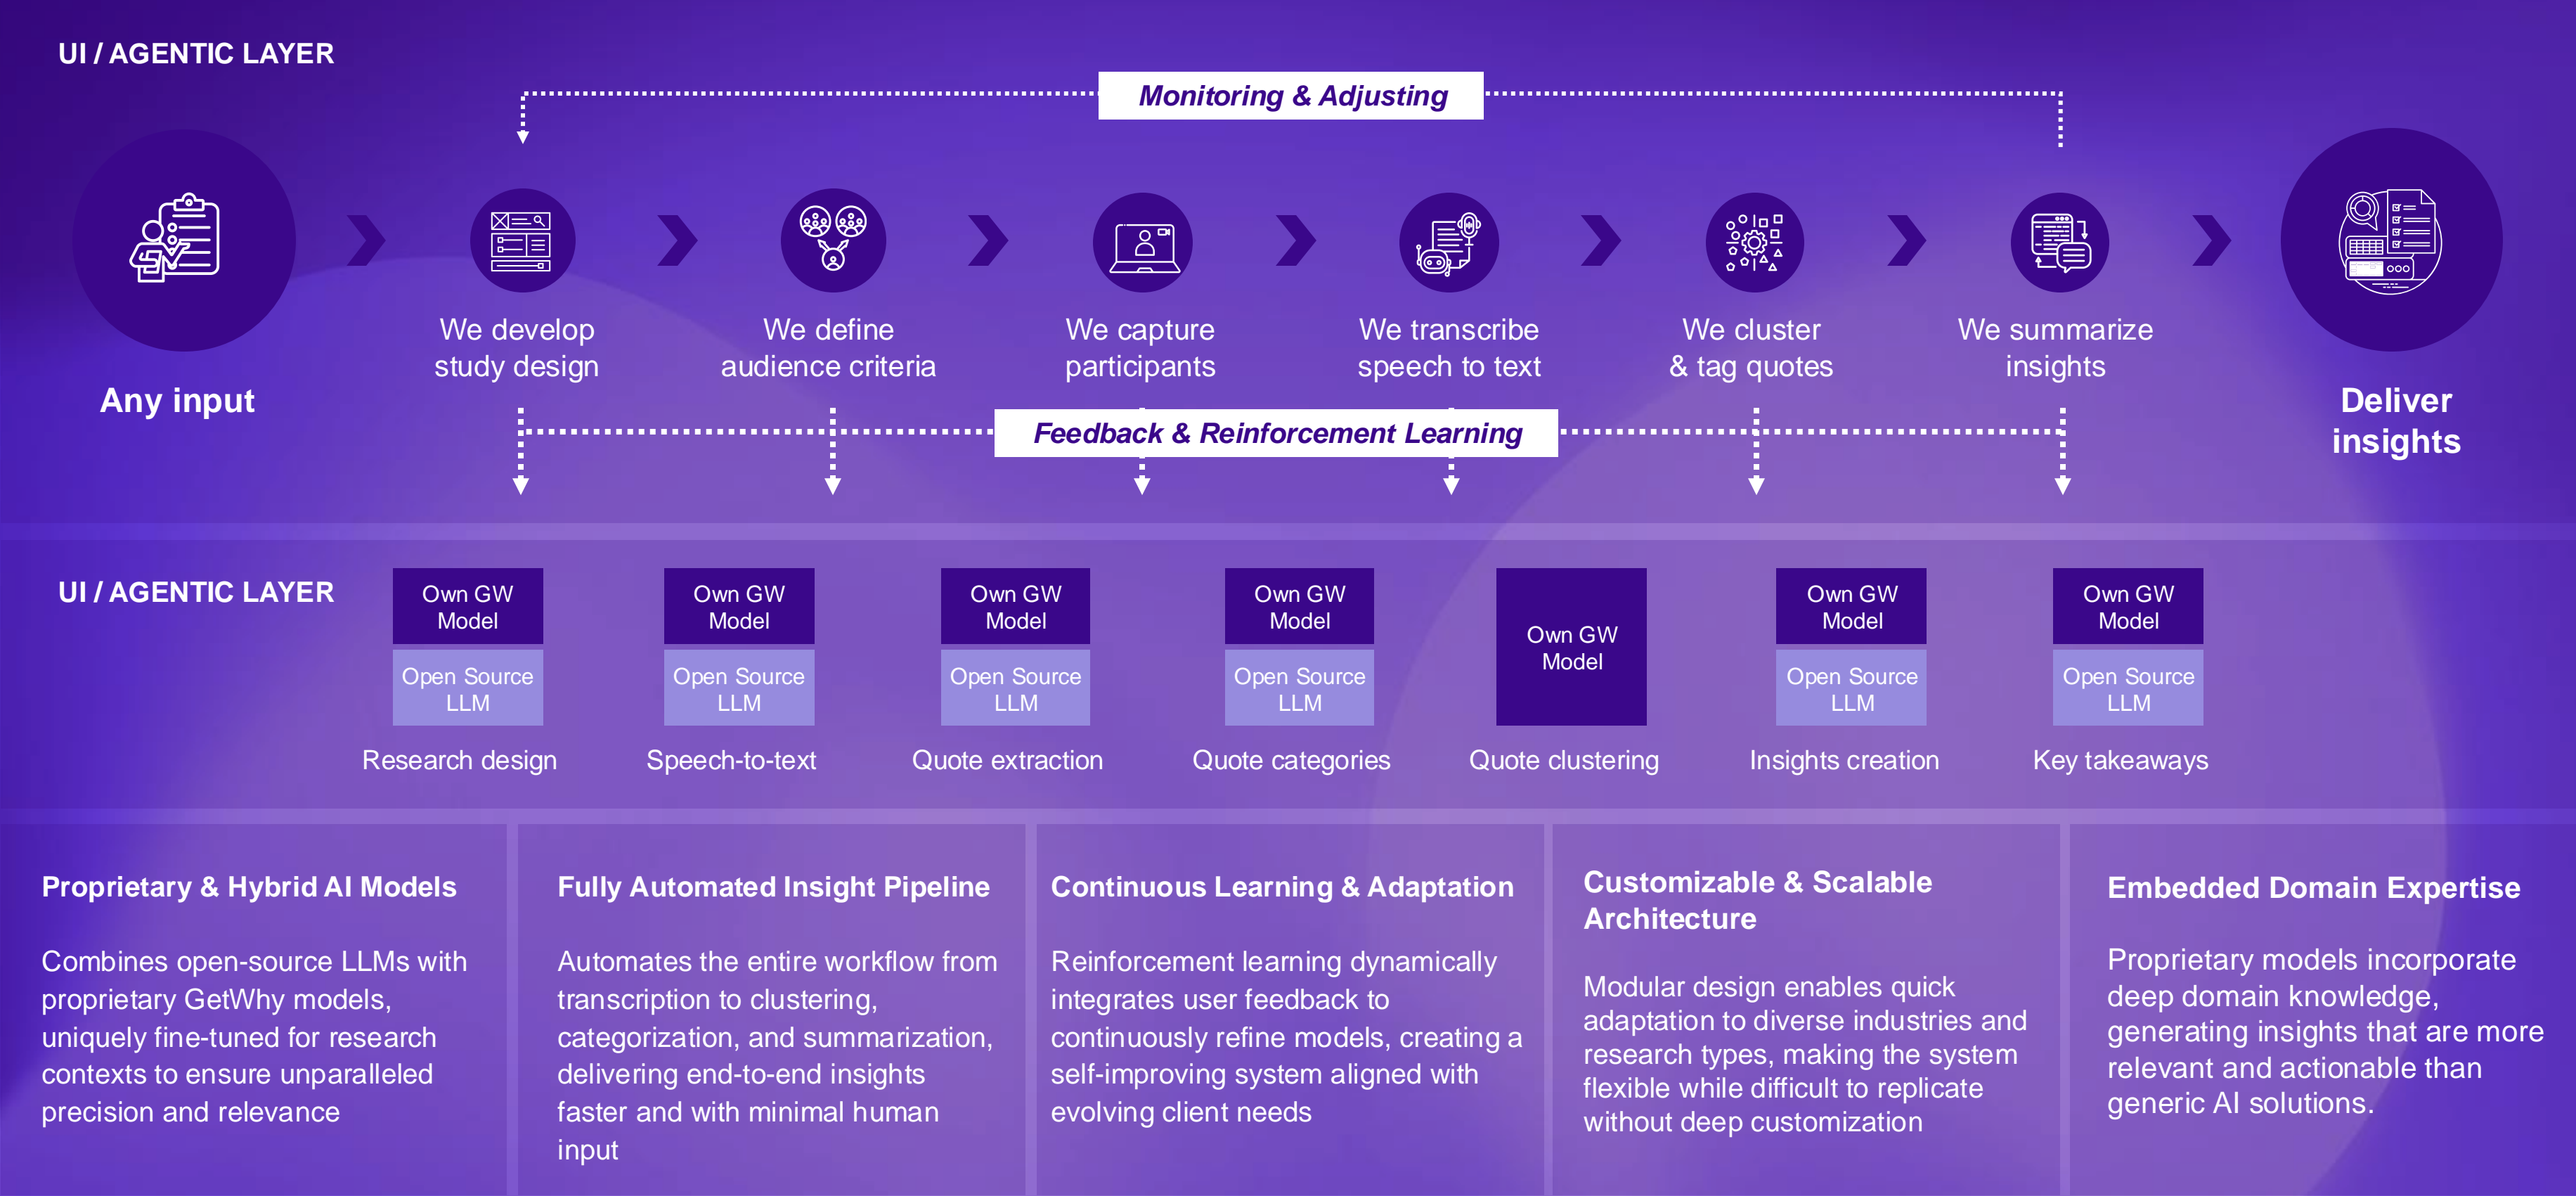 UI / AGENTIC LAYER
Monitoring & Adjusting
Any input
We develop
study design
We define
audience criteria
We capture
participants
We transcribe
speech to text
We cluster
& tag quotes
We summarize
insights
Deliver
insights
Feedback & Reinforcement Learning
UI / AGENTIC LAYER
Own GW
Model
Open Source
LLM
Research design
Own GW
Model
Open Source
LLM
Speech-to-text
Own GW
Model
Open Source
LLM
Quote extraction
Own GW
Model
Open Source
LLM
Quote categories
Own GW
Model
Quote clustering
Own GW
Model
Open Source
LLM
Insights creation
Own GW
Model
Open Source
LLM
Key takeaways
Proprietary & Hybrid AI Models
Combines open-source LLMs with
proprietary GetWhy models,
uniquely fine-tuned for research
contexts to ensure unparalleled
precision and relevance
Fully Automated Insight Pipeline
Automates the entire workflow from
transcription to clustering,
categorization, and summarization,
delivering end-to-end insights
faster and with minimal human
input
Continuous Learning & Adaptation
Reinforcement learning dynamically
integrates user feedback to
continuously refine models, creating a
self-improving system aligned with
evolving client needs
Customizable & Scalable
Architecture
Modular design enables quick
adaptation to diverse industries and
research types, making the system
flexible while difficult to replicate
without deep customization
Embedded Domain Expertise
Proprietary models incorporate
deep domain knowledge,
generating insights that are more
relevant and actionable than
generic AI solutions.